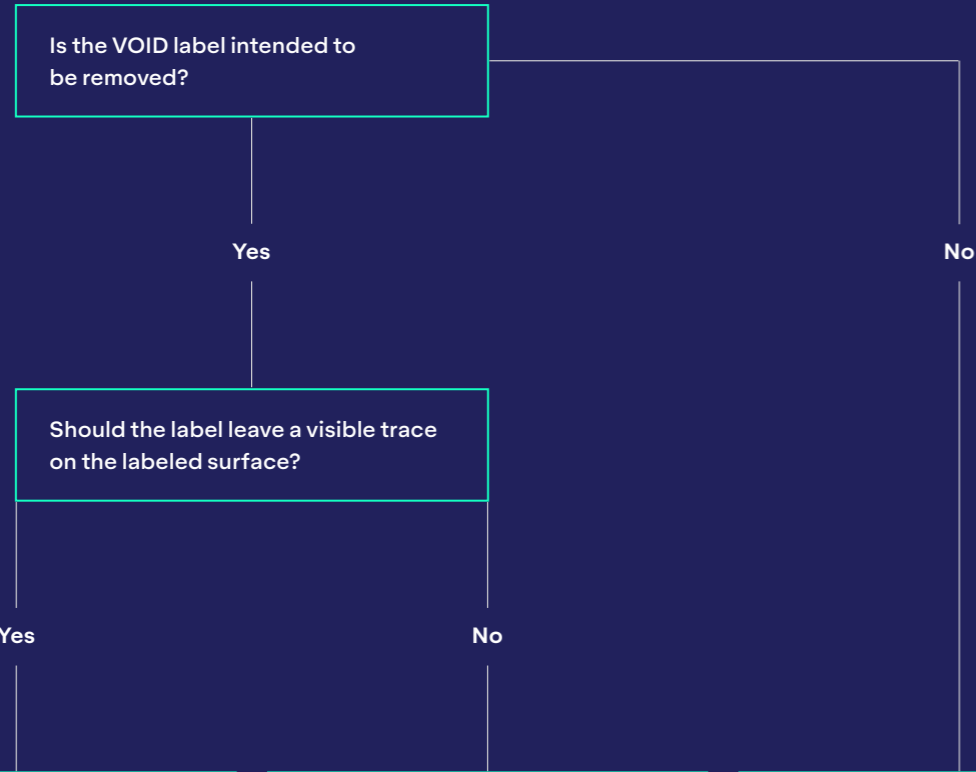 Is the VOID label intended to
be removed?
Yes
No
Should the label leave a visible trace
on the labeled surface?
Yes
No